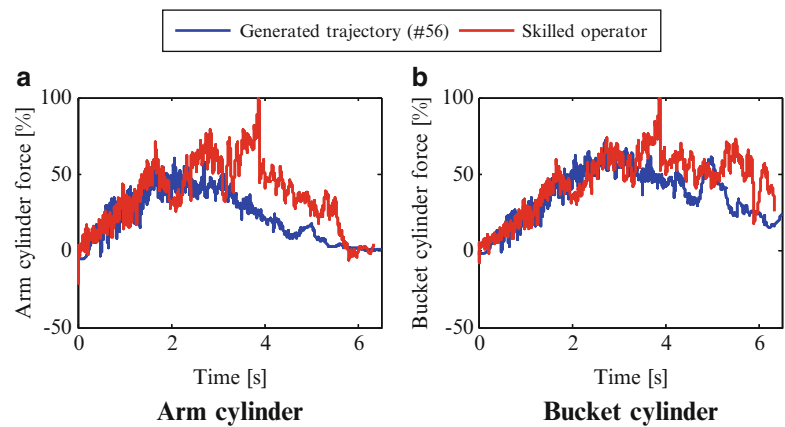 Generated trajectory (#56)
Skilled operator
a
b
100
50
0
-50
0
2
4
6
Arm cylinder force [%]
Time [s]
Arm cylinder
100
50
0
-50
0
2
4
6
Bucket cylinder force [%]
Time [s]
Bucket cylinder